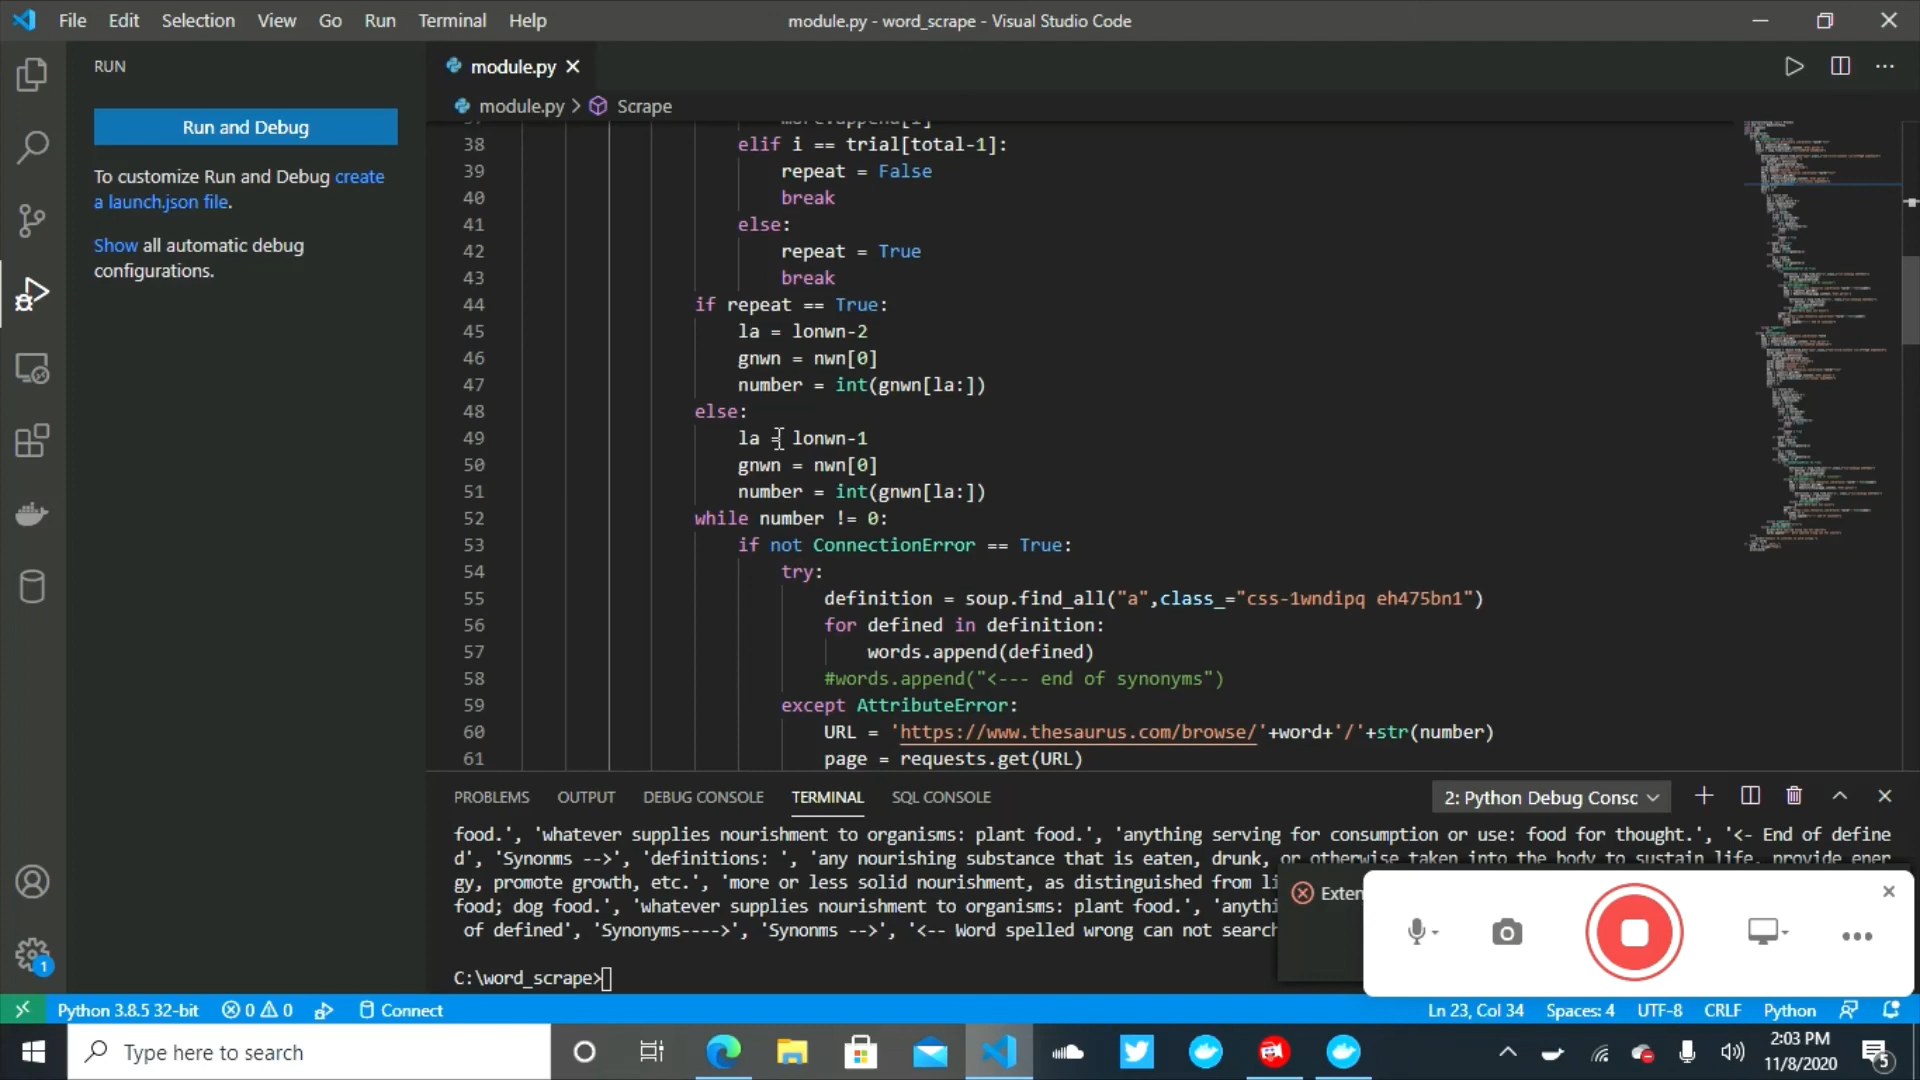 File Edit Selection View Go Run Terminal Help
module.py - word_scrape - Visual Studio Code
RUN
module.py
module.py > Scrape
Run and Debug
To customize Run and Debug create
a launch.json file.
Show all automatic debug
configurations.
more.append[i]
38 elif i == trial[total-1]:
39 repeat = False
40 break
41 else:
42 repeat = True
43 break
44 if repeat == True:
45 la = lonwn-2
46 gnwn = nwn[0]
47 number = int(gnwn[la:])
48 else:
49 la = lonwn-1
50 gnwn = nwn[0]
51 number = int(gnwn[la:])
52 while number != 0:
53 if not ConnectionError == True:
54 try:
55 definition = soup.find_all("a",class_="css-1wndipq eh475bn1")
56 for defined in definition:
57 words.append(defined)
58 #words.append("<--- end of synonyms")
59 except AttributeError:
60 URL = 'https://www.thesaurus.com/browse/'+word+'/'+str(number)
61 page = requests.get(URL)
PROBLEMS OUTPUT DEBUG CONSOLE TERMINAL SQL CONSOLE
2: Python Debug Consc
food.', 'whatever supplies nourishment to organisms: plant food.', 'anything serving for consumption or use: food for thought.', '<- End of define
d', 'Synonms -->', 'definitions: ', 'any nourishing substance that is eaten, drunk, or otherwise taken into the body to sustain life, provide ener
gy, promote growth, etc.', 'more or less solid nourishment, as distinguished from li
food; dog food.', 'whatever supplies nourishment to organisms: plant food.', 'anythi
of defined', 'Synonyms---->', 'Synonms -->', '<-- Word spelled wrong can not search
Exten
C:\word_scrape>
1
Python 3.8.5 32-bit 0 0 Connect
Ln 23, Col 34 Spaces: 4 UTF-8 CRLF Python
Type here to search
2:03 PM
11/8/2020
5